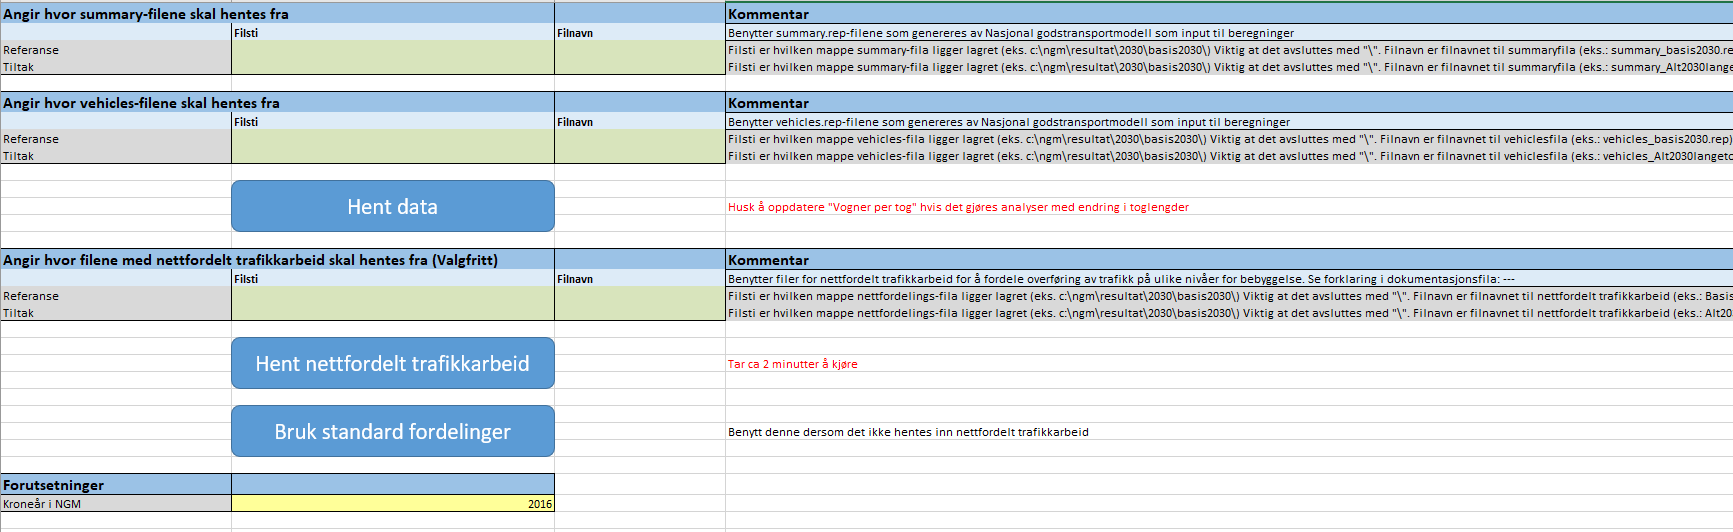 Angir hvor summary-filene skal hentes fra Kommentar
Filsti Filnavn Benytter summary.rep-filene som genereres av Nasjonal godstransportmodell som input til beregninger
Referanse Filsti er hvilken mappe summary-fila ligger lagret (eks. c:\ngm\resultat\2030\basis2030\) Viktig at det avsluttes med "\". Filnavn er filnavnet til summaryfila (eks.: summary_basis2030.re
Tiltak Filsti er hvilken mappe summary-fila ligger lagret (eks. c:\ngm\resultat\2030\basis2030\) Viktig at det avsluttes med "\". Filnavn er filnavnet til summaryfila (eks.: summary_Alt2030lange
Angir hvor vehicles-filene skal hentes fra Kommentar
Filsti Filnavn Benytter vehicles.rep-filene som genereres av Nasjonal godstransportmodell som input til beregninger
Referanse Filsti er hvilken mappe vehicles-fila ligger lagret (eks. c:\ngm\resultat\2030\basis2030\) Viktig at det avsluttes med "\". Filnavn er filnavnet til vehiclesfila (eks.: vehicles_basis2030.rep)
Tiltak Filsti er hvilken mappe vehicles-fila ligger lagret (eks. c:\ngm\resultat\2030\basis2030\) Viktig at det avsluttes med "\". Filnavn er filnavnet til vehiclesfila (eks.: vehicles_Alt2030langetc
Hent data Husk å oppdatere "Vogner per tog" hvis det gjøres analyser med endring i toglengder
Angir hvor filene med nettfordelt trafikkarbeid skal hentes fra (Valgfritt) Kommentar
Filsti Filnavn Benytter filer for nettfordelt trafikkarbeid for å fordele overføring av trafikk på ulike nivåer for bebyggelse. Se forklaring i dokumentasjonsfila: ---
Referanse Filsti er hvilken mappe nettfordelings-fila ligger lagret (eks. c:\ngm\resultat\2030\basis2030\) Viktig at det avsluttes med "\". Filnavn er filnavnet til nettfordelt trafikkarbeid (eks.: Basis
Tiltak Filsti er hvilken mappe nettfordelings-fila ligger lagret (eks. c:\ngm\resultat\2030\basis2030\) Viktig at det avsluttes med "\". Filnavn er filnavnet til nettfordelt trafikkarbeid (eks.: Alt20
Hent nettfordelt trafikkarbeid Tar ca 2 minutter å kjøre
Bruk standard fordelinger Benytt denne dersom det ikke hentes inn nettfordelt trafikkarbeid
Forutsetninger
Kroneår i NGM 2016